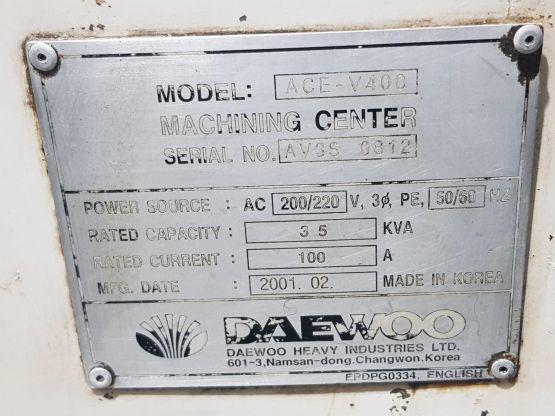 MODEL: ACE-V400
MACHINING CENTER
SERIAL NO. AV3S 0812
POWER SOURCE : AC 200/220 V, 3ϕ, PE, 50/60 HZ
RATED CAPACITY : 35 KVA
RATED CURRENT : 100 A
MFG. DATE : 2001. 02. MADE IN KOREA
DAEWOO
DAEWOO HEAVY INDUSTRIES LTD.
601-3,Namsan-dong.Changwon.Korea
EPDPG0334, ENGLISH